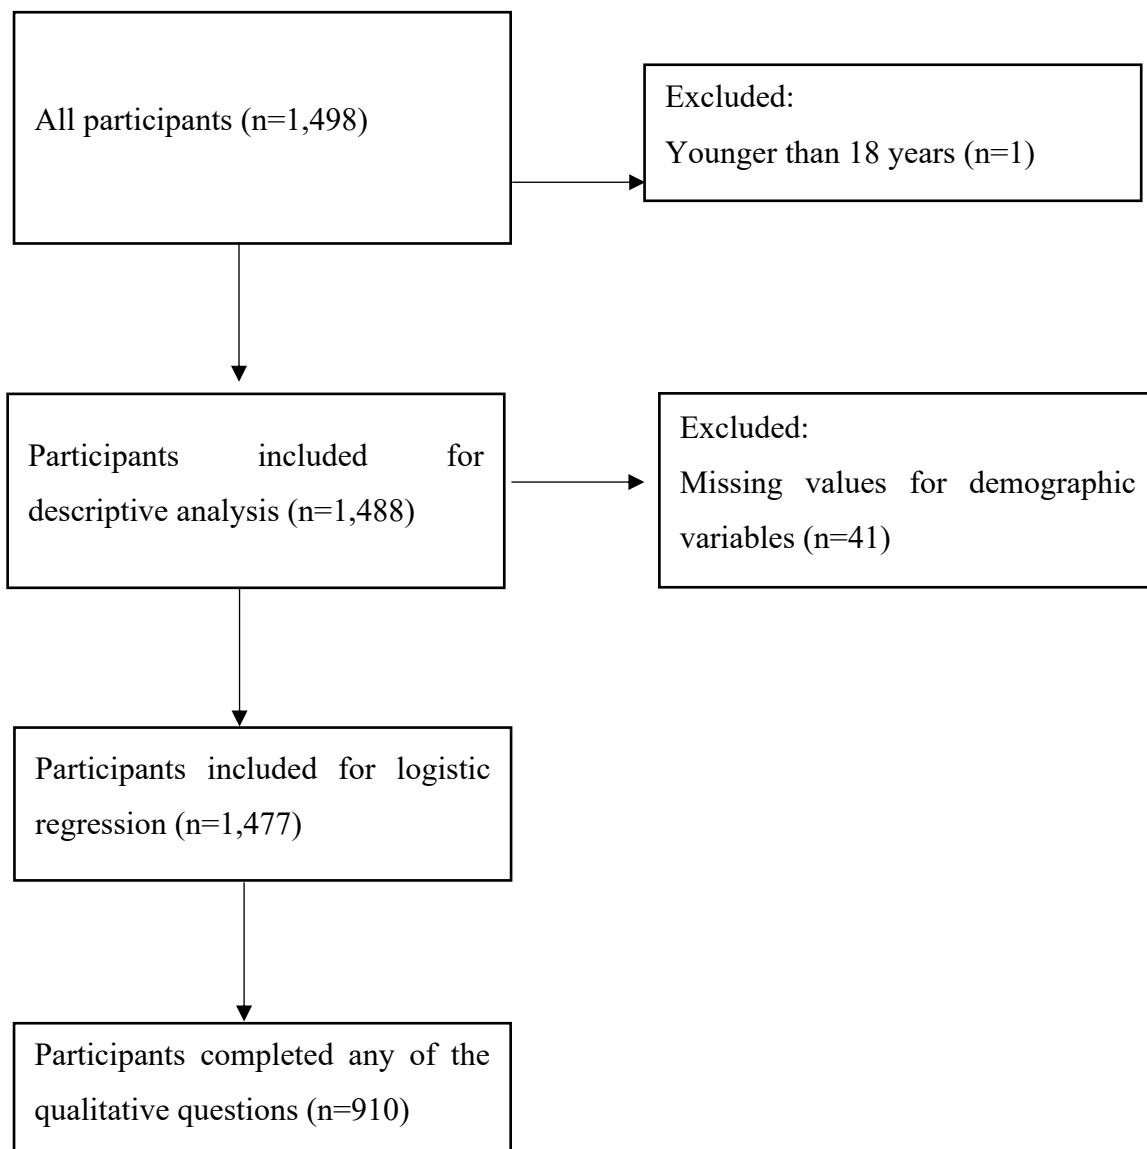 All participants (n=1,498)
Excluded:
Younger than 18 years (n=1)
Participants included for
descriptive analysis (n=1,488)
Excluded:
Missing values for demographic
variables (n=41)
Participants included for logistic
regression (n=1,477)
Participants completed any of the
qualitative questions (n=910)